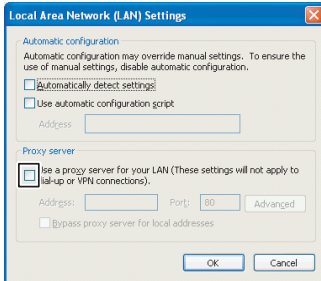 Local Area Network (LAN) Settings
Automatic configuration
Automatic configuration may override manual settings. To ensure the
use of manual settings, disable automatic configuration.
Automatically detect settings
Use automatic configuration script
Address
Proxy server
Use a proxy server for your LAN (These settings will not apply to
dial-up or VPN connections).
Address:
Port:
80
Advanced
Bypass proxy server for local addresses
OK
Cancel